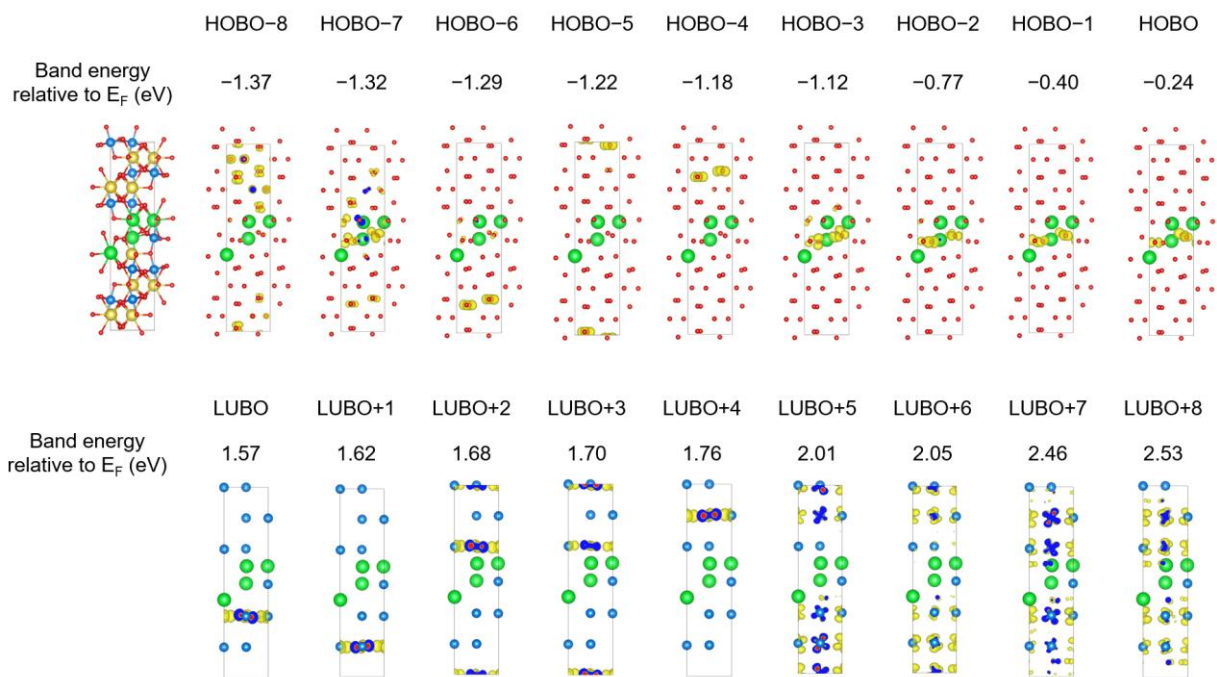 HOBO−8 HOBO−7 HOBO−6 HOBO−5 HOBO−4 HOBO−3 HOBO−2 HOBO−1 HOBO
Band energy
relative to E_F (eV) −1.37 −1.32 −1.29 −1.22 −1.18 −1.12 −0.77 −0.40 −0.24
LUBO LUBO+1 LUBO+2 LUBO+3 LUBO+4 LUBO+5 LUBO+6 LUBO+7 LUBO+8
Band energy
relative to E_F (eV) 1.57 1.62 1.68 1.70 1.76 2.01 2.05 2.46 2.53